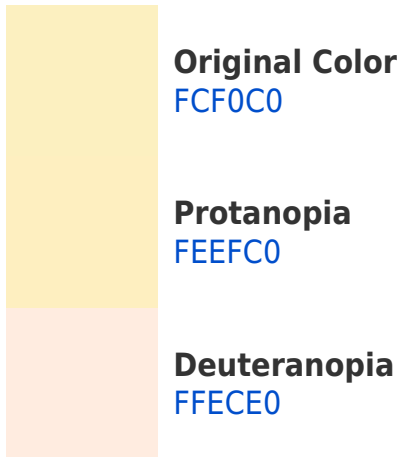 Original Color
FCF0C0
Protanopia
FEEFC0
Deuteranopia
FFECE0